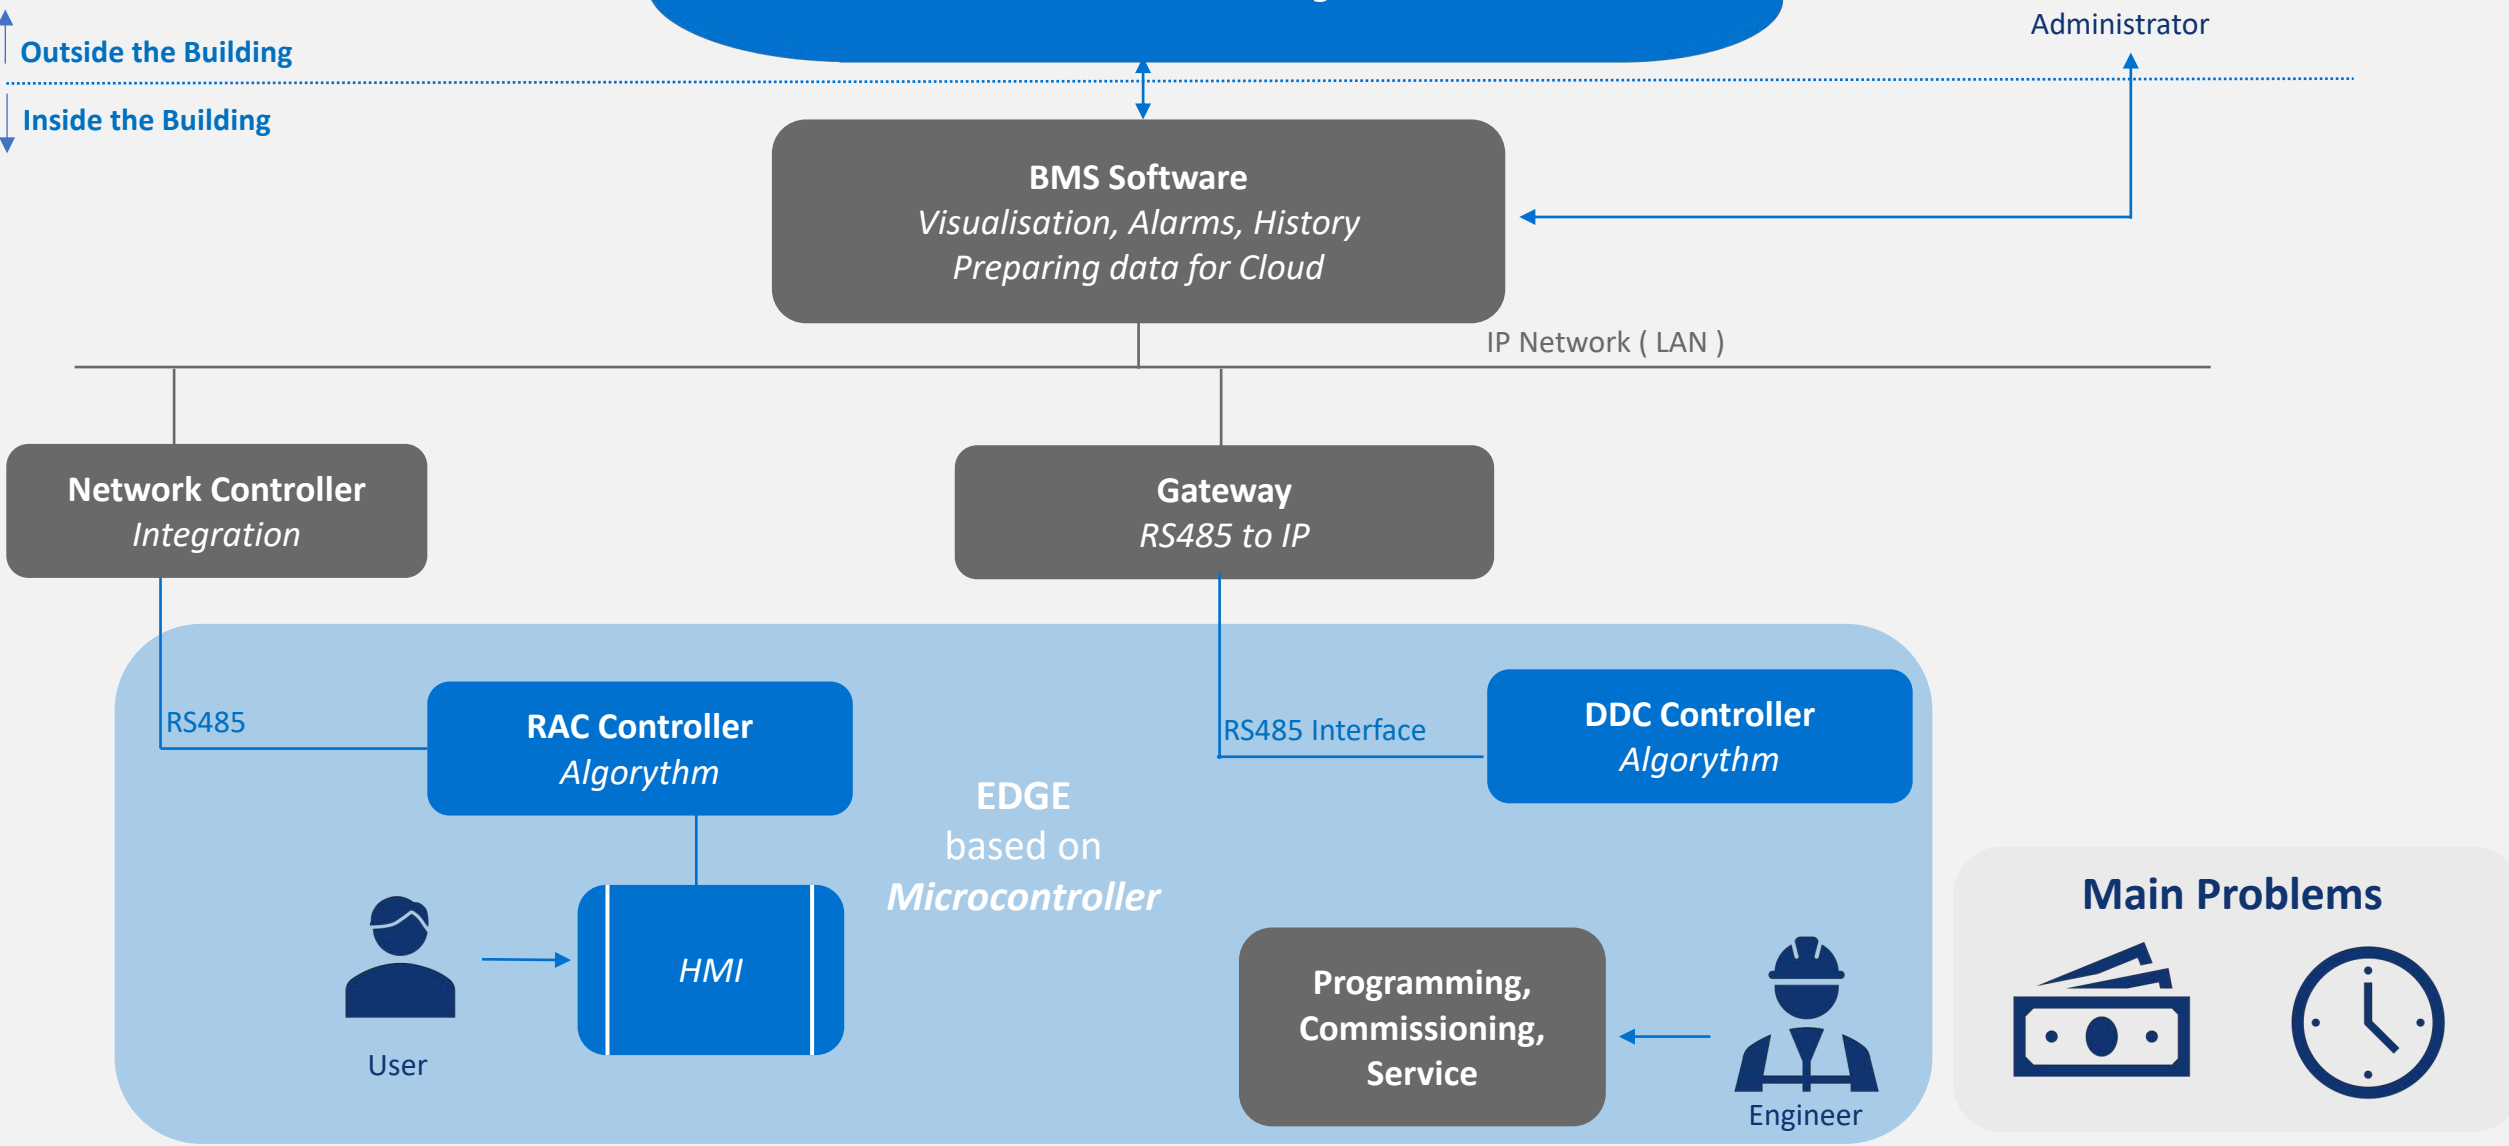 Administrator
Outside the Building
Inside the Building
BMS Software
Visualisation, Alarms, History
Preparing data for Cloud
IP Network ( LAN )
Network Controller
Integration
Gateway
RS485 to IP
RS485
RAC Controller
Algorythm
RS485 Interface
DDC Controller
Algorythm
EDGE
based on
Microcontroller
HMI
User
Programming,
Commissioning,
Service
Engineer
Main Problems